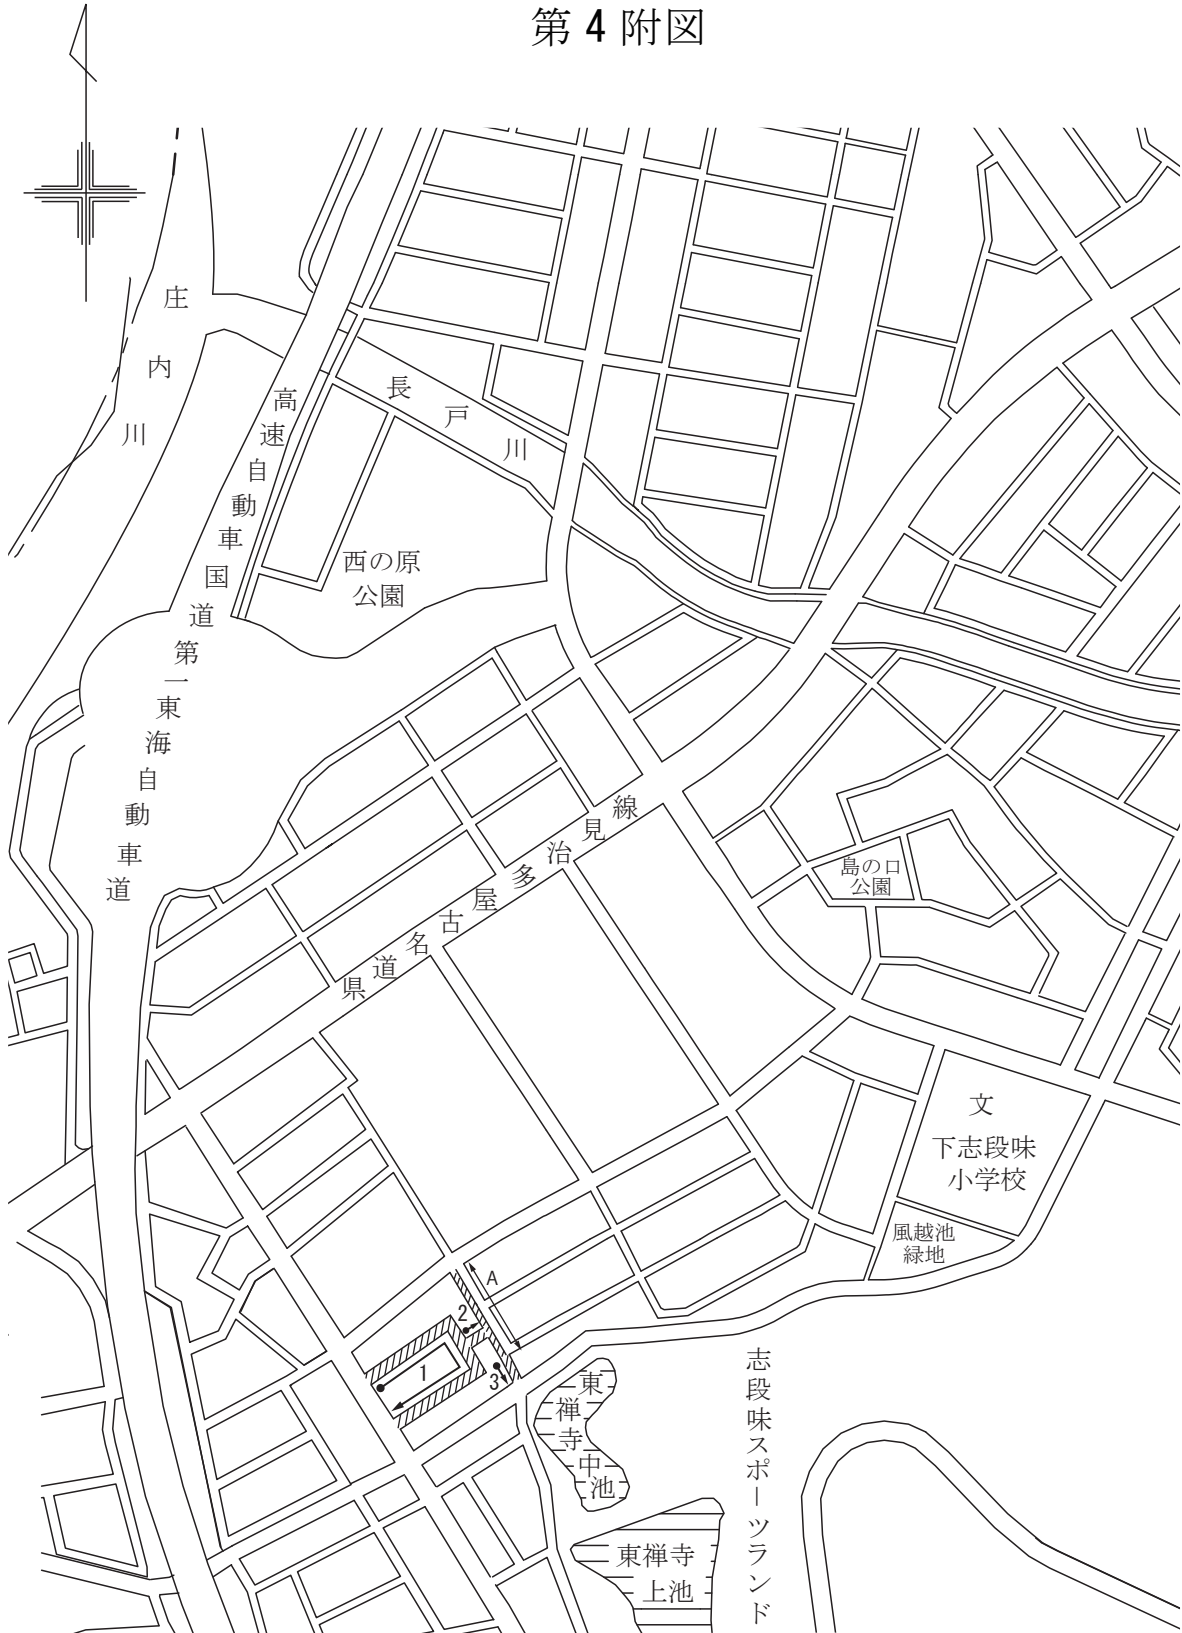 第4附図
庄内川
長戸川
高速自動車国道第一東海自動車道
西の原
公園
県道名古屋多治見線
島の口
公園
文
下志段味
小学校
風越池
緑地
A
2
1
3
東禅寺中池
志段味スポーツランド
東禅寺
上池